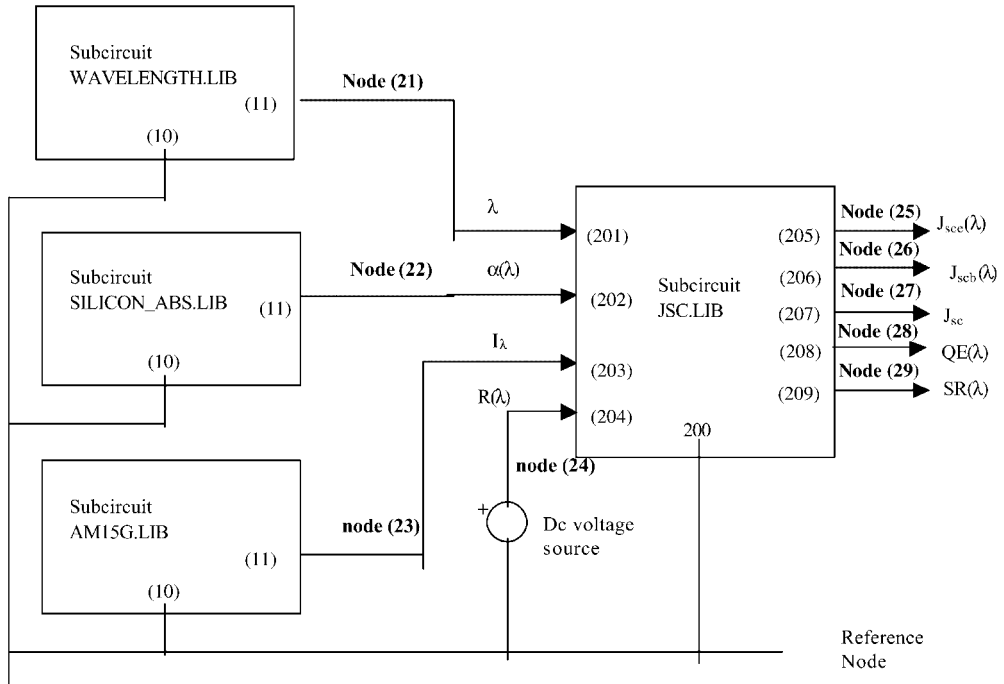 Subcircuit
WAVELENGTH.LIB
(11)
(10)
Node (21)
λ
Subcircuit
SILICON_ABS.LIB
(11)
(10)
Node (22)
α(λ)
Subcircuit
AM15G.LIB
(11)
(10)
node (23)
Iλ
R(λ)
node (24)
+
Dc voltage
source
(201)
(202)
(203)
(204)
Subcircuit
JSC.LIB
200
(205)
(206)
(207)
(208)
(209)
Node (25)
Jsce(λ)
Node (26)
Jscb(λ)
Node (27)
Jsc
Node (28)
QE(λ)
Node (29)
SR(λ)
Reference
Node